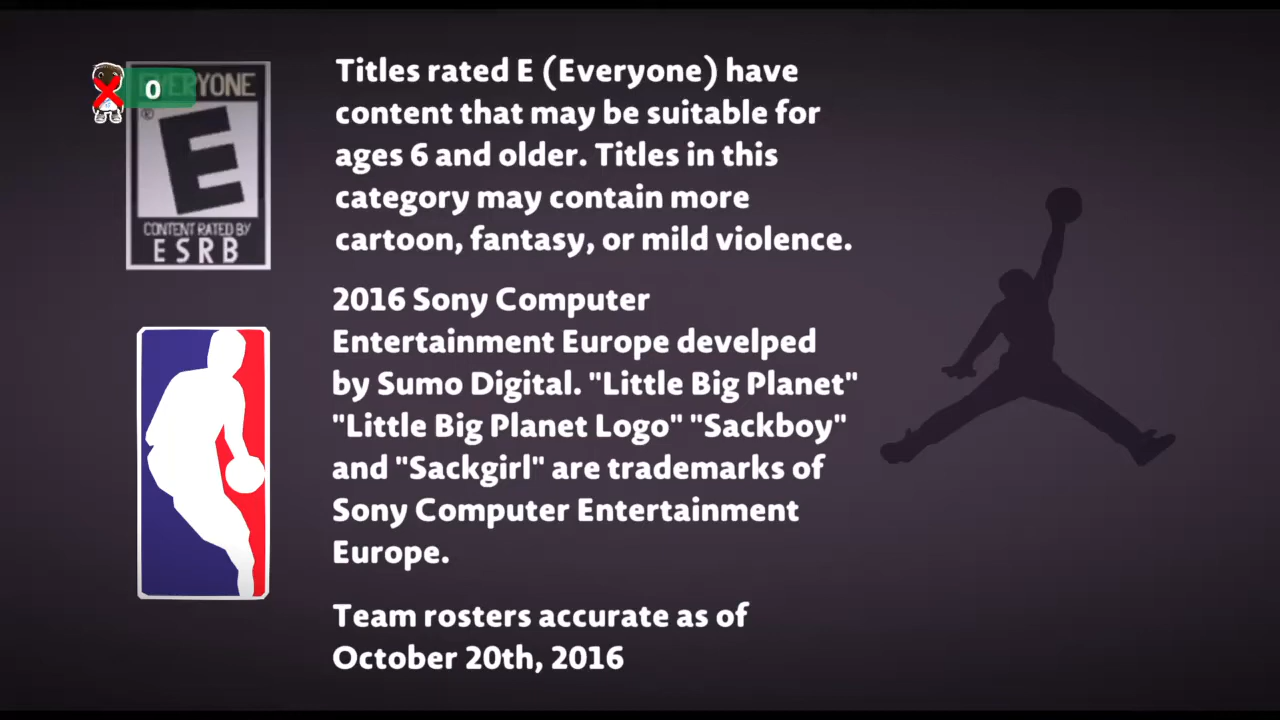 0
EVERYONE
®
E
CONTENT RATED BY
ESRB
Titles rated E (Everyone) have
content that may be suitable for
ages 6 and older. Titles in this
category may contain more
cartoon, fantasy, or mild violence.
2016 Sony Computer
Entertainment Europe develped
by Sumo Digital. "Little Big Planet"
"Little Big Planet Logo" "Sackboy"
and "Sackgirl" are trademarks of
Sony Computer Entertainment
Europe.
Team rosters accurate as of
October 20th, 2016